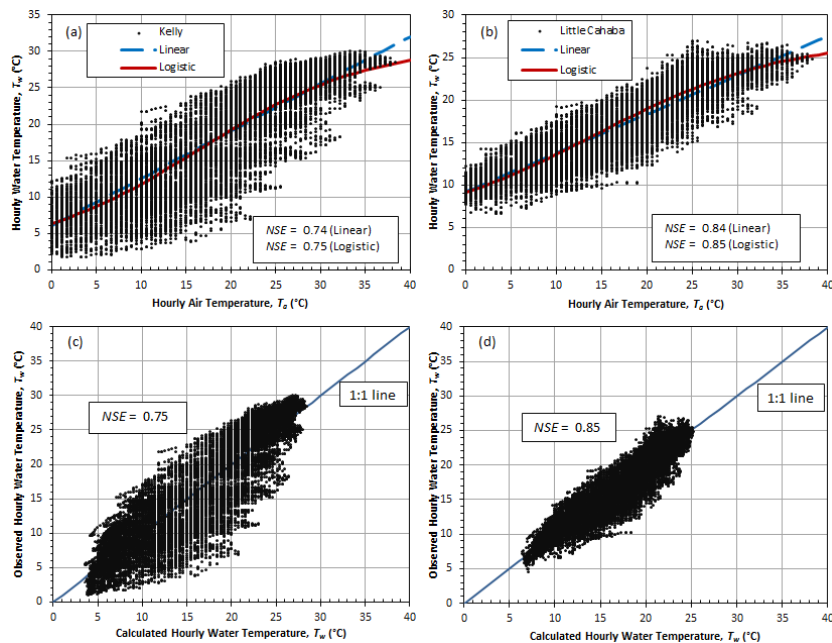 (a)
Kelly
Linear
Logistic
NSE = 0.74 (Linear)
NSE = 0.75 (Logistic)
Hourly Water Temperature, Tw (°C)
35
30
25
20
15
10
5
0
0 5 10 15 20 25 30 35 40
Hourly Air Temperature, Ta (°C)
(b)
Little Cahaba
Linear
Logistic
NSE = 0.84 (Linear)
NSE = 0.85 (Logistic)
Hourly Water Temperature, Tw (°C)
30
25
20
15
10
5
0
0 5 10 15 20 25 30 35 40
Hourly Air Temperature, Ta (°C)
(c)
NSE = 0.75
1:1 line
Observed Hourly Water Temperature, Tw (°C)
40
35
30
25
20
15
10
5
0
0 5 10 15 20 25 30 35 40
Calculated Hourly Water Temperature, Tw (°C)
(d)
NSE = 0.85
1:1 line
Observed Hourly Water Temperature, Tw (°C)
40
35
30
25
20
15
10
5
0
0 5 10 15 20 25 30 35 40
Calculated Hourly Water Temperature, Tw (°C)